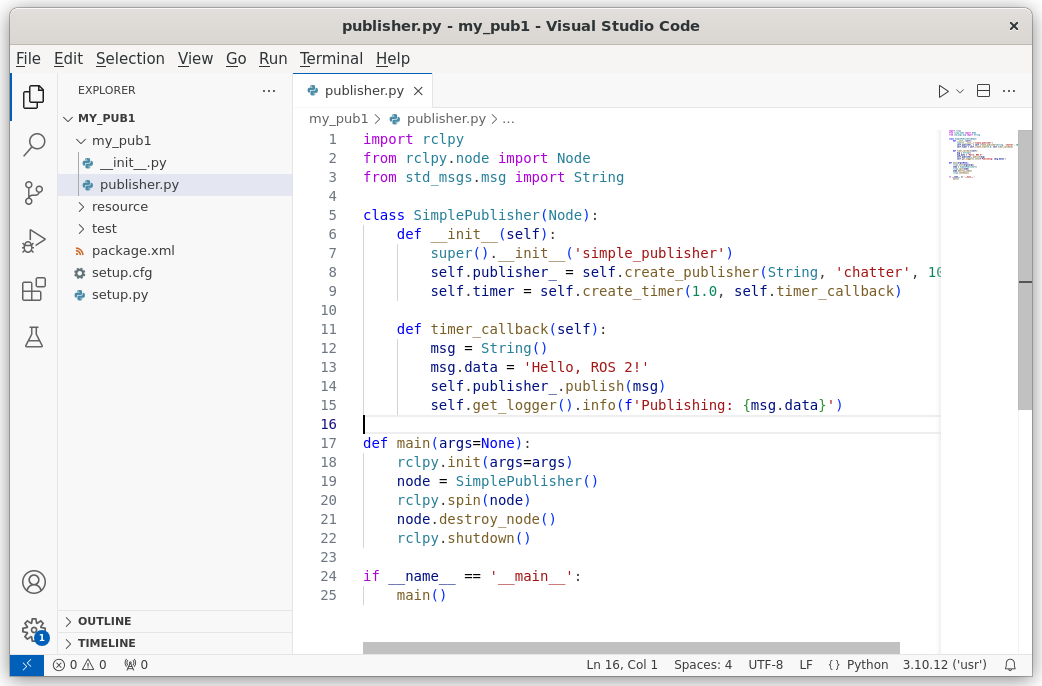 publisher.py - my_pub1 - Visual Studio Code
File Edit Selection View Go Run Terminal Help
EXPLORER
MY_PUB1
my_pub1
__init__.py
publisher.py
resource
test
package.xml
setup.cfg
setup.py
OUTLINE
TIMELINE
publisher.py
my_pub1 > publisher.py > ...
1 import rclpy
2 from rclpy.node import Node
3 from std_msgs.msg import String
4
5 class SimplePublisher(Node):
6     def __init__(self):
7         super().__init__('simple_publisher')
8         self.publisher_ = self.create_publisher(String, 'chatter', 10
9         self.timer = self.create_timer(1.0, self.timer_callback)
10
11     def timer_callback(self):
12         msg = String()
13         msg.data = 'Hello, ROS 2!'
14         self.publisher_.publish(msg)
15         self.get_logger().info(f'Publishing: {msg.data}')
16
17 def main(args=None):
18     rclpy.init(args=args)
19     node = SimplePublisher()
20     rclpy.spin(node)
21     node.destroy_node()
22     rclpy.shutdown()
23
24 if __name__ == '__main__':
25     main()
1
0 0 0 Ln 16, Col 1 Spaces: 4 UTF-8 LF {} Python 3.10.12 ('usr')